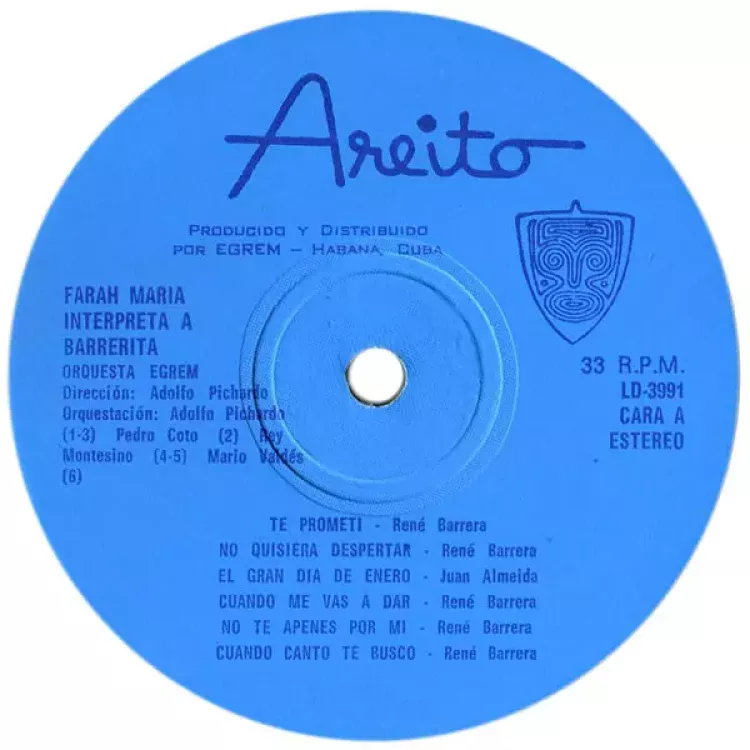 Areito
PRODUCIDO Y DISTRIBUIDO
POR EGREM – HABANA, CUBA
FARAH MARIA
INTERPRETA A
BARRERITA
ORQUESTA EGREM
Dirección: Adolfo Pichardo
Orquestación: Adolfo Pichardo
(1-3) Pedro Coto (2) Rey
Montesino (4-5) Mario Valdés
(6)
33 R.P.M.
LD-3991
CARA A
ESTEREO
TE PROMETI - René Barrera
NO QUISIERA DESPERTAR - René Barrera
EL GRAN DIA DE ENERO - Juan Almeida
CUANDO ME VAS A DAR - René Barrera
NO TE APENES POR MI - René Barrera
CUANDO CANTO TE BUSCO - René Barrera